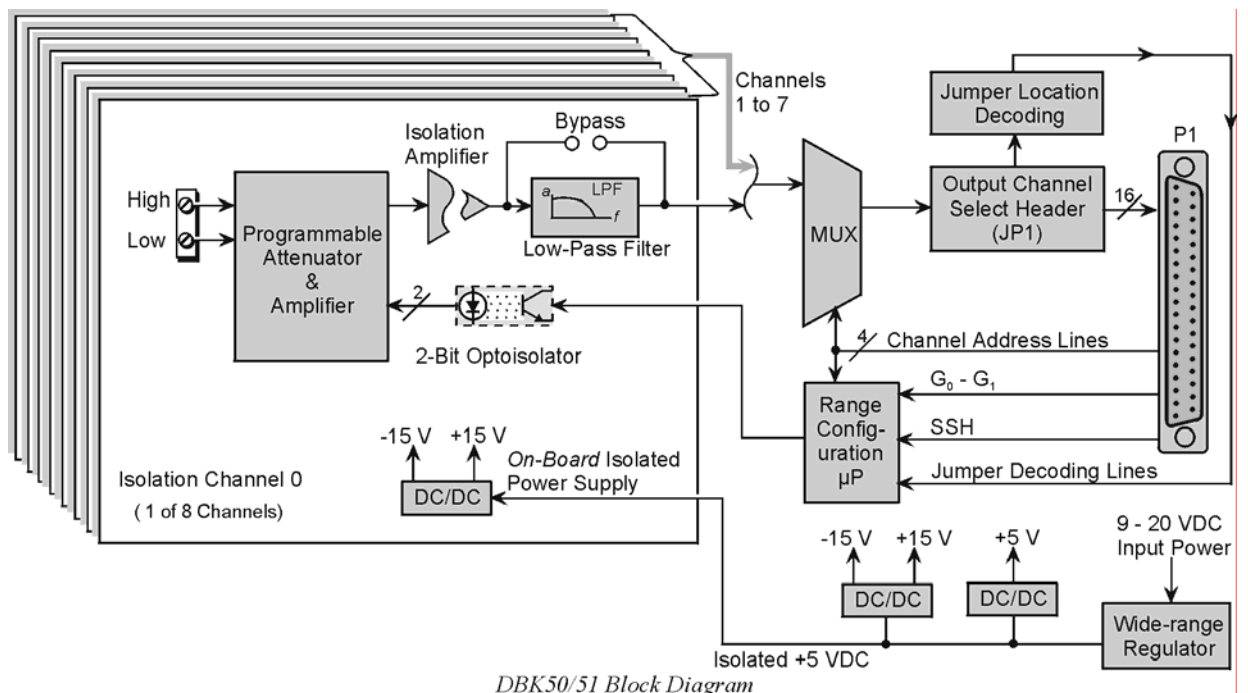 Channels
1 to 7
Jumper Location
Decoding
P1
Bypass
Isolation
Amplifier
High
Low
Programmable
Attenuator
&
Amplifier
a
LPF
f
Low-Pass Filter
MUX
Output Channel
Select Header
(JP1)
16
2
2-Bit Optoisolator
4
Channel Address Lines
G0 - G1
SSH
Jumper Decoding Lines
Range
Config-
uration
µP
-15 V
+15 V
On-Board Isolated
Power Supply
DC/DC
Isolation Channel 0
( 1 of 8 Channels)
-15 V
+15 V
+5 V
9 - 20 VDC
Input Power
DC/DC
DC/DC
Wide-range
Regulator
Isolated +5 VDC
DBK50/51 Block Diagram